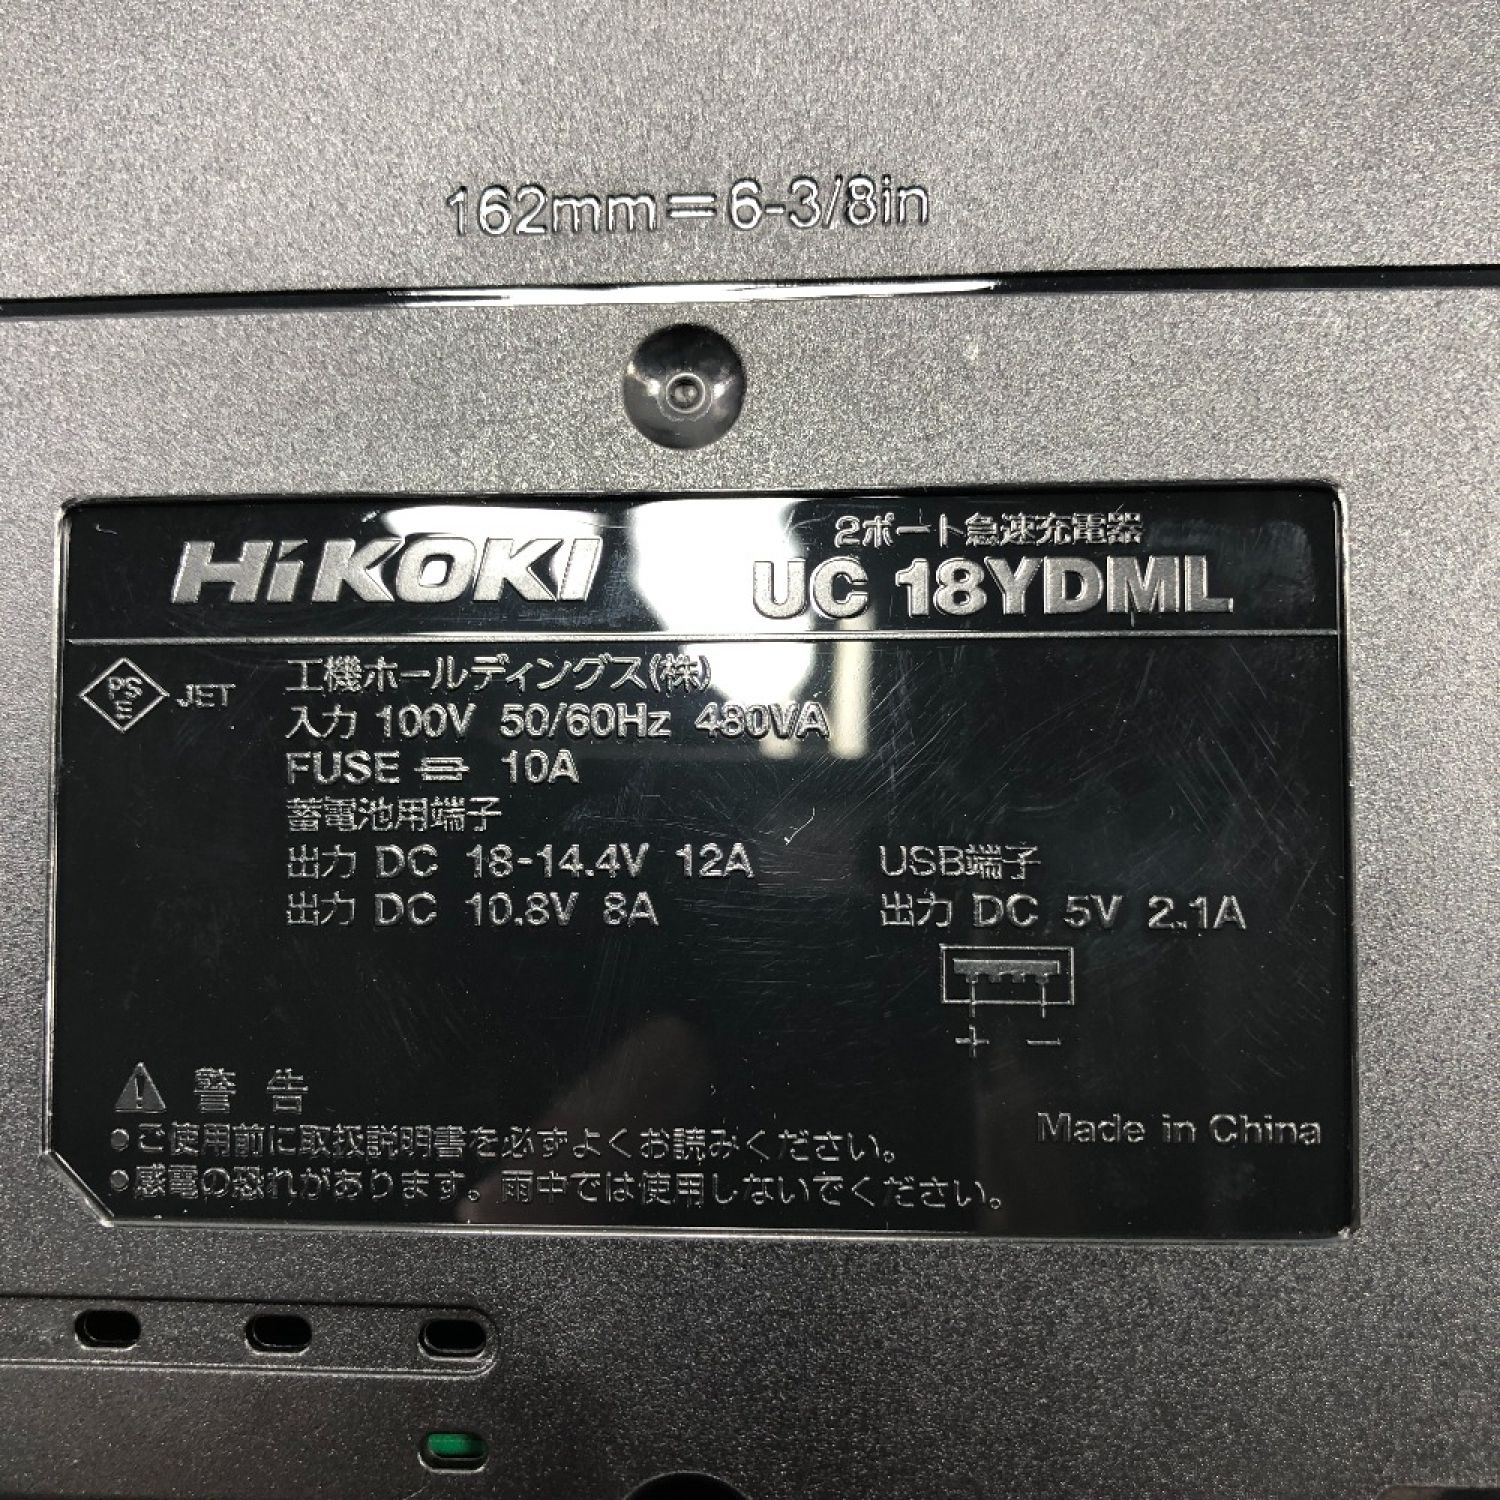 162mm=6-3/8in
HiKOKI
2ポート急速充電器
UC 18YDML
PSE JET
工機ホールディングス(株)
入力 100V 50/60Hz 480VA
FUSE 10A
蓄電池用端子
出力 DC 18-14.4V 12A
出力 DC 10.8V 8A
USB端子
出力 DC 5V 2.1A
+ −
警告
●ご使用前に取扱説明書を必ずよくお読みください。
●感電の恐れがあります。雨中では使用しないでください。
Made in China